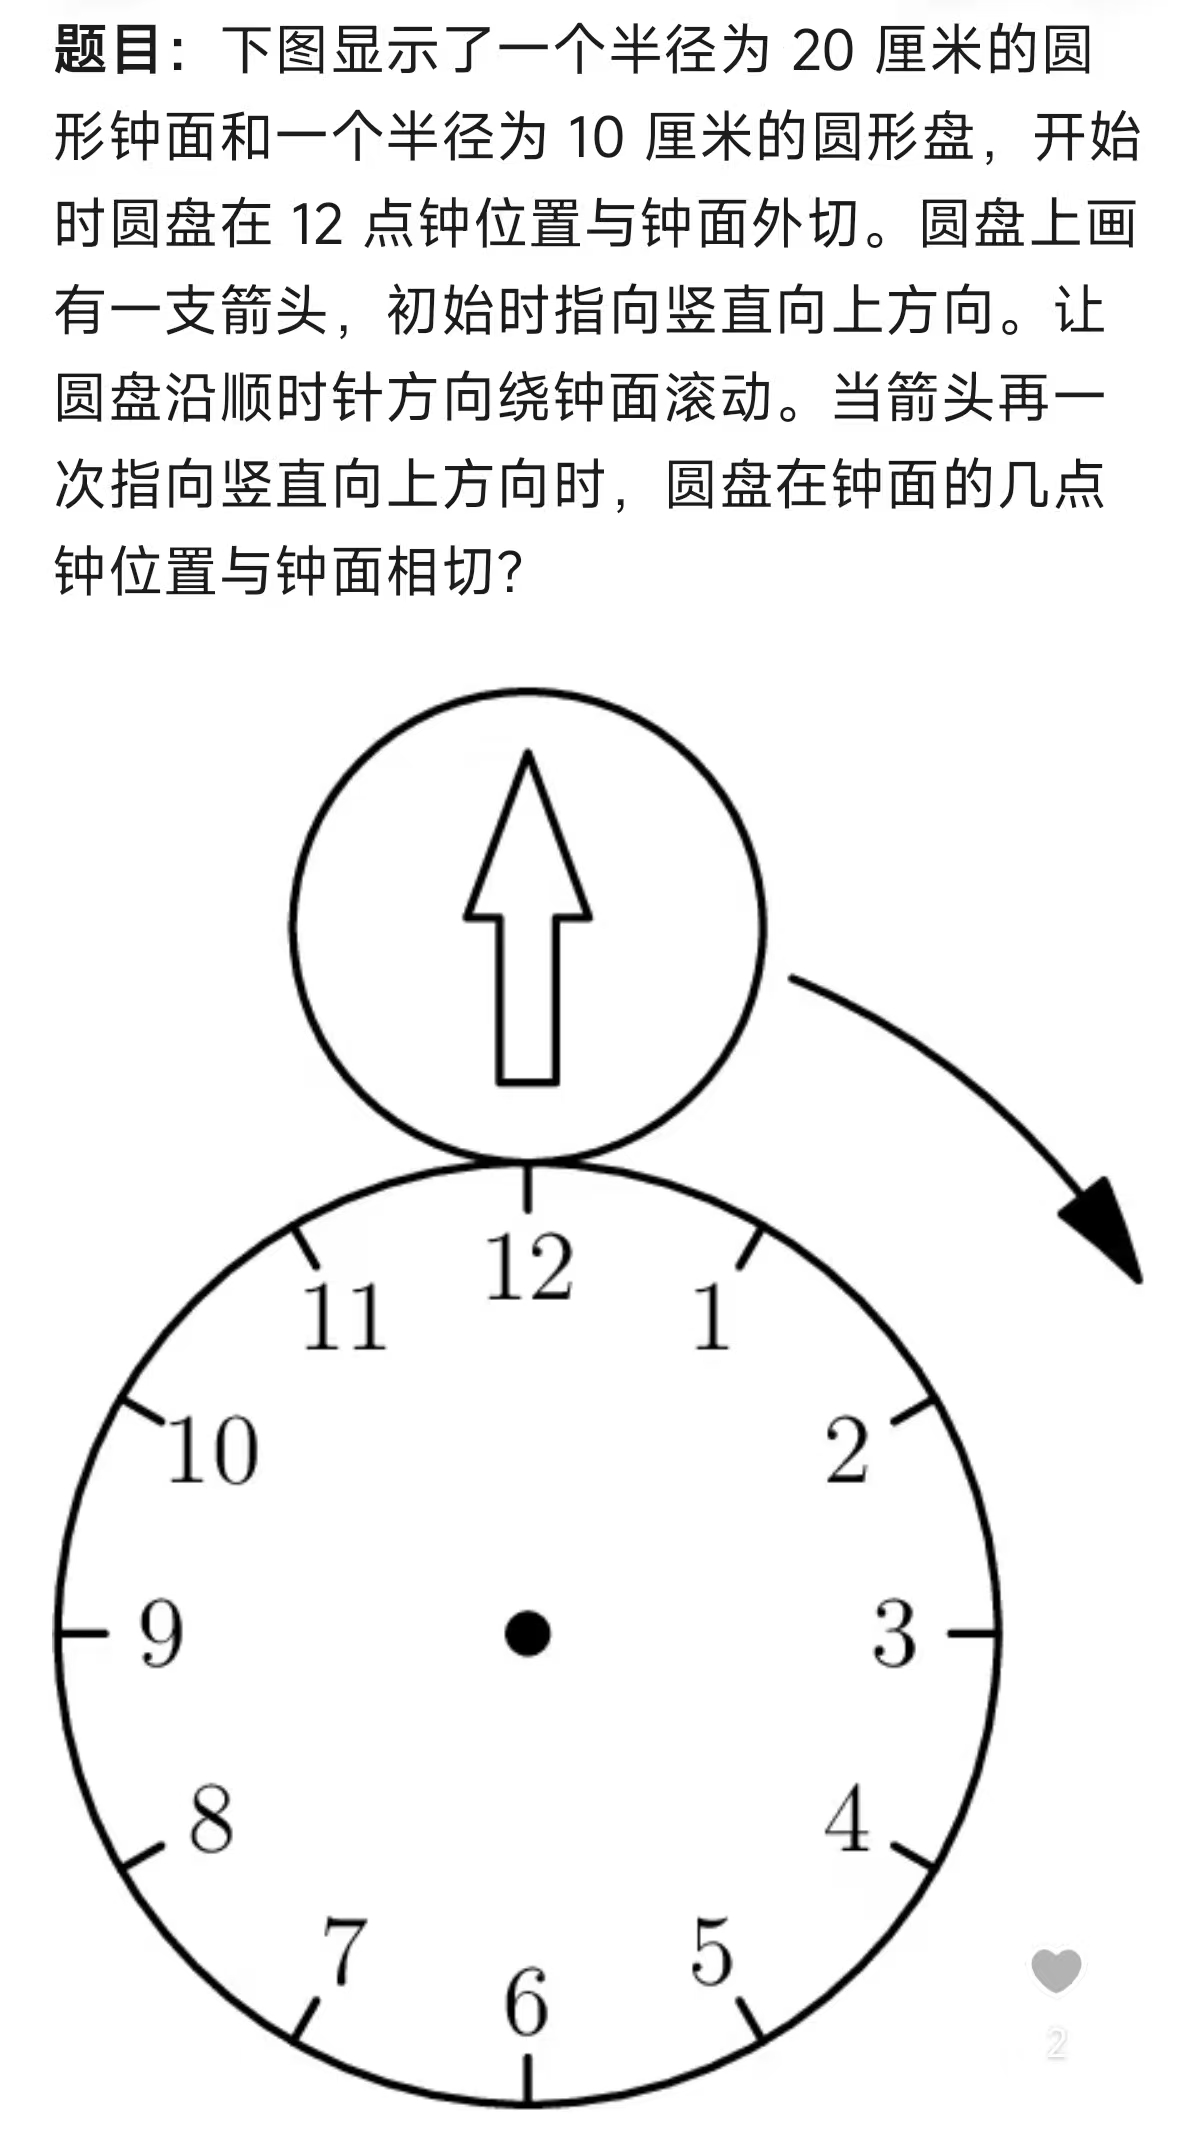 题目：下图显示了一个半径为 20 厘米的圆
形钟面和一个半径为 10 厘米的圆形盘，开始
时圆盘在 12 点钟位置与钟面外切。圆盘上画
有一支箭头，初始时指向竖直向上方向。让
圆盘沿顺时针方向绕钟面滚动。当箭头再一
次指向竖直向上方向时，圆盘在钟面的几点
钟位置与钟面相切？
12
11
1
10
2
9
3
8
4
7
5
6
2